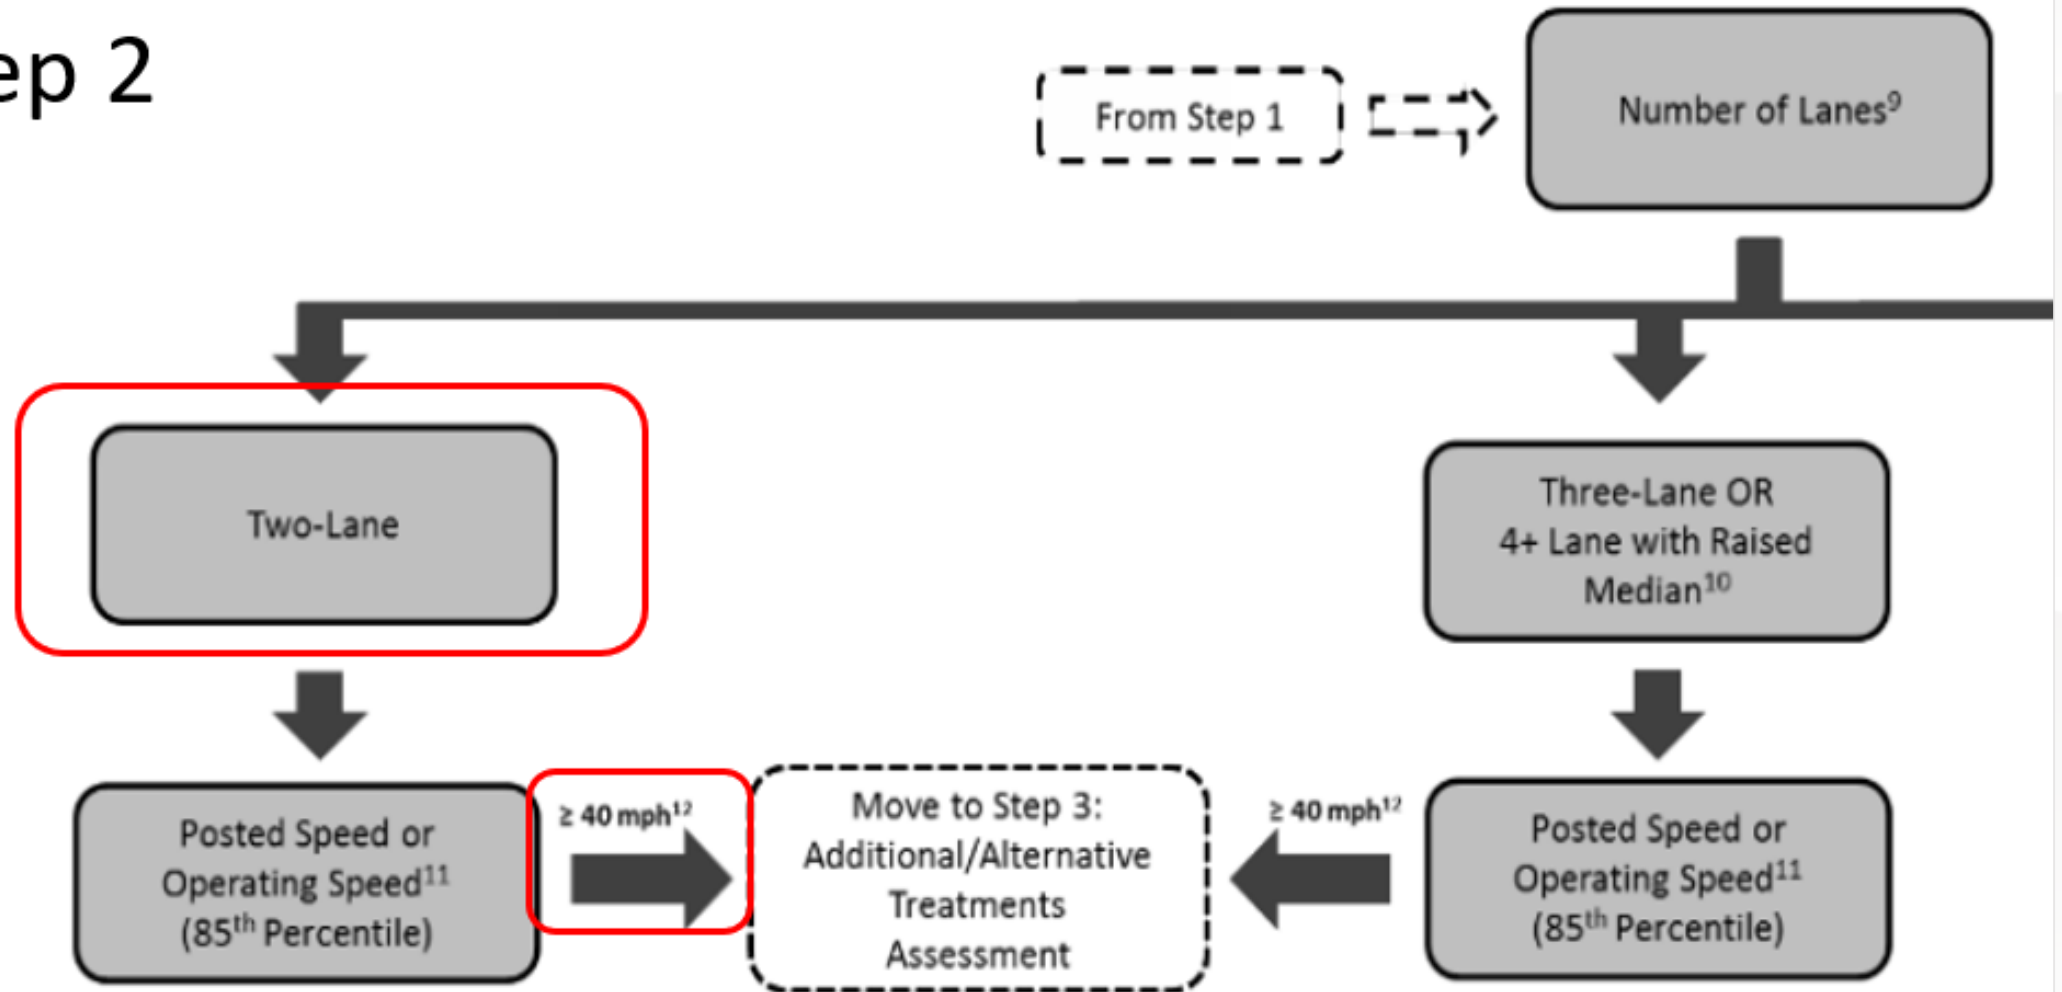 ep 2
From Step 1
Number of Lanes⁹
Two-Lane
Three-Lane OR
4+ Lane with Raised
Median¹⁰
Posted Speed or
Operating Speed¹¹
(85ᵗʰ Percentile)
≥ 40 mph¹²
Move to Step 3:
Additional/Alternative
Treatments
Assessment
≥ 40 mph¹²
Posted Speed or
Operating Speed¹¹
(85ᵗʰ Percentile)